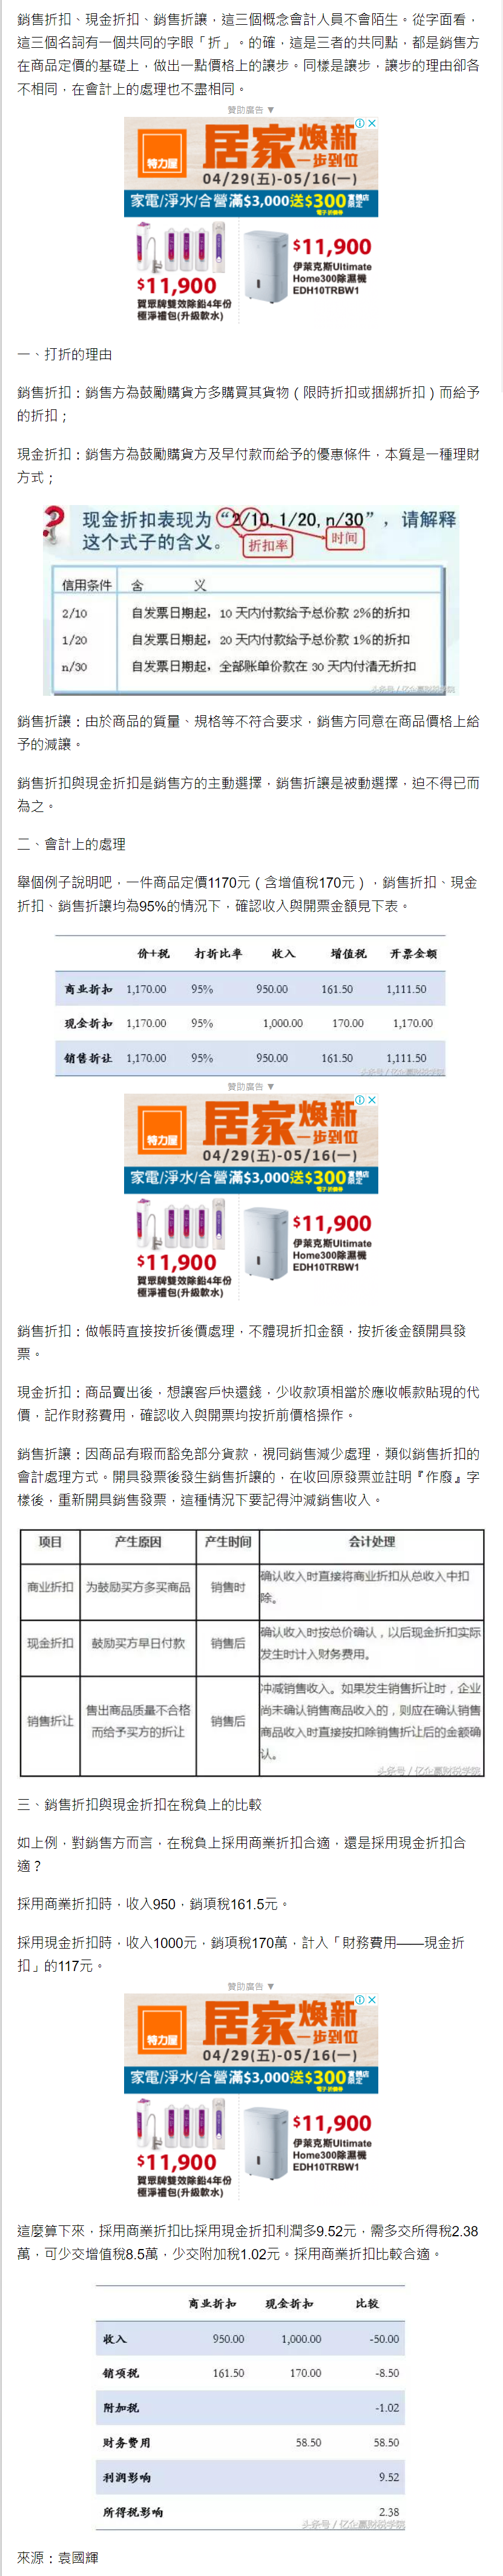 銷售折扣、現金折扣、銷售折讓，這三個概念會計人員不會陌生。從字面看，
這三個名詞有一個共同的字眼「折」。的確，這是三者的共同點，都是銷售方
在商品定價的基礎上，做出一點價格上的讓步。同樣是讓步，讓步的理由卻各
不相同，在會計上的處理也不盡相同。
贊助廣告 ▼
特力屋
居家煥新
一步到位
04/29(五)-05/16(一)
家電/淨水/合營滿$3,000送$300 實體店限定
電子折價券
$11,900
賀眾牌雙效除鉛4年份
極淨禮包(升級軟水)
$11,900
伊萊克斯Ultimate
Home300除濕機
EDH10TRBW1
一、打折的理由
銷售折扣：銷售方為鼓勵購貨方多購買其貨物（限時折扣或捆綁折扣）而給予
的折扣；
現金折扣：銷售方為鼓勵購貨方及早付款而給予的優惠條件，本質是一種理財
方式；
现金折扣表现为“2/10, 1/20, n/30”，请解释
这个式子的含义。
折扣率
时间
信用条件 含 义
2/10 自发票日期起，10 天内付款给予总价款 2%的折扣
1/20 自发票日期起，20 天内付款给予总价款 1%的折扣
n/30 自发票日期起，全部账单价款在 30 天内付清无折扣
头条号 / 亿企赢财税学院
銷售折讓：由於商品的質量、規格等不符合要求，銷售方同意在商品價格上給
予的減讓。
銷售折扣與現金折扣是銷售方的主動選擇，銷售折讓是被動選擇，迫不得已而
為之。
二、會計上的處理
舉個例子說明吧，一件商品定價1170元（含增值稅170元），銷售折扣、現金
折扣、銷售折讓均為95%的情況下，確認收入與開票金額見下表。
价+税 打折比率 收入 增值税 开票金额
商业折扣 1,170.00 95% 950.00 161.50 1,111.50
现金折扣 1,170.00 95% 1,000.00 170.00 1,170.00
销售折让 1,170.00 95% 950.00 161.50 1,111.50
头条号 / 亿企赢财税学院
贊助廣告 ▼
特力屋
居家煥新
一步到位
04/29(五)-05/16(一)
家電/淨水/合營滿$3,000送$300 實體店限定
電子折價券
$11,900
賀眾牌雙效除鉛4年份
極淨禮包(升級軟水)
$11,900
伊萊克斯Ultimate
Home300除濕機
EDH10TRBW1
銷售折扣：做帳時直接按折後價處理，不體現折扣金額，按折後金額開具發
票。
現金折扣：商品賣出後，想讓客戶快還錢，少收款項相當於應收帳款貼現的代
價，記作財務費用，確認收入與開票均按折前價格操作。
銷售折讓：因商品有瑕而豁免部分貨款，視同銷售減少處理，類似銷售折扣的
會計處理方式。開具發票後發生銷售折讓的，在收回原發票並註明『作廢』字
樣後，重新開具銷售發票，這種情況下要記得沖減銷售收入。
项目 产生原因 产生时间 会计处理
商业折扣 为鼓励买方多买商品 销售时 确认收入时直接将商业折扣从总收入中扣
除。
现金折扣 鼓励买方早日付款 销售后 确认收入时按总价确认，以后现金折扣实际
发生时计入财务费用。
销售折让 售出商品质量不合格
而给予买方的折让 销售后 冲减销售收入。如果发生销售折让时，企业
尚未确认销售商品收入的，则应在确认销售
商品收入时直接按扣除销售折让后的金额确
认。
头条号 / 亿企赢财税学院
三、銷售折扣與現金折扣在稅負上的比較
如上例，對銷售方而言，在稅負上採用商業折扣合適，還是採用現金折扣合
適？
採用商業折扣時，收入950，銷項稅161.5元。
採用現金折扣時，收入1000元，銷項稅170萬，計入「財務費用——現金折
扣」的117元。
贊助廣告 ▼
特力屋
居家煥新
一步到位
04/29(五)-05/16(一)
家電/淨水/合營滿$3,000送$300 實體店限定
電子折價券
$11,900
賀眾牌雙效除鉛4年份
極淨禮包(升級軟水)
$11,900
伊萊克斯Ultimate
Home300除濕機
EDH10TRBW1
這麼算下來，採用商業折扣比採用現金折扣利潤多9.52元，需多交所得稅2.38
萬，可少交增值稅8.5萬，少交附加稅1.02元。採用商業折扣比較合適。
商业折扣 现金折扣 比较
收入 950.00 1,000.00 -50.00
销项税 161.50 170.00 -8.50
附加税 -1.02
财务费用 58.50 58.50
利润影响 9.52
所得税影响 2.38
头条号 / 亿企赢财税学院
來源：袁國輝